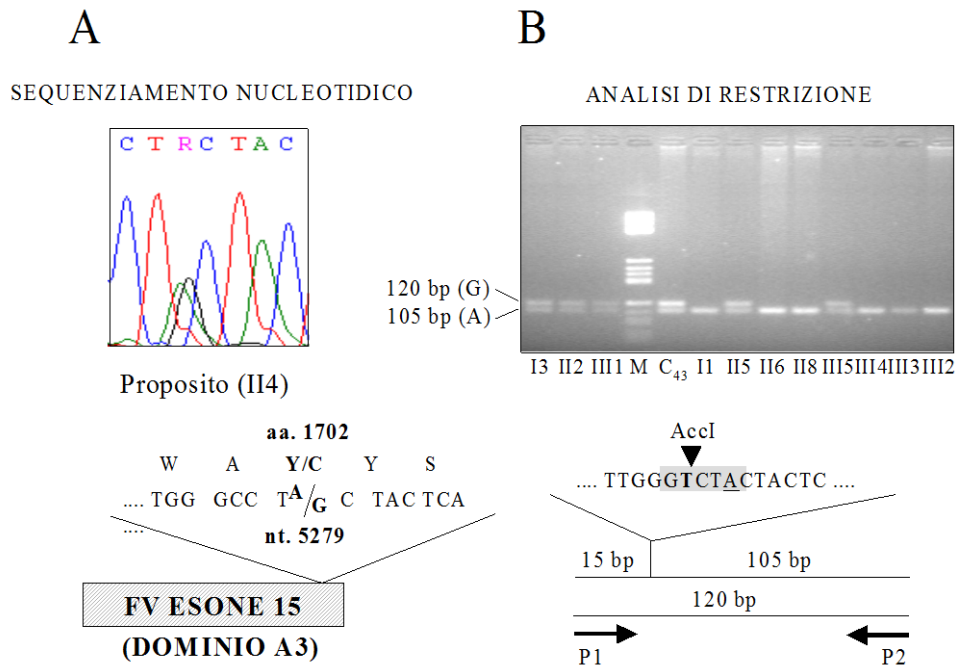 A
SEQUENZIAMENTO NUCLEOTIDICO
C T R C T A C
Proposito (II4)
aa. 1702
W A Y/C Y S
.... TGG GCC T A/G C TAC TCA
....
nt. 5279
FV ESONE 15
(DOMINIO A3)
B
ANALISI DI RESTRIZIONE
120 bp (G)
105 bp (A)
I3 II2 III1 M C43 I1 II5 II6 II8 III5 III4 III3 III2
AccI
.... TTGGGTCTACTACTC ....
15 bp 105 bp
120 bp
P1 P2